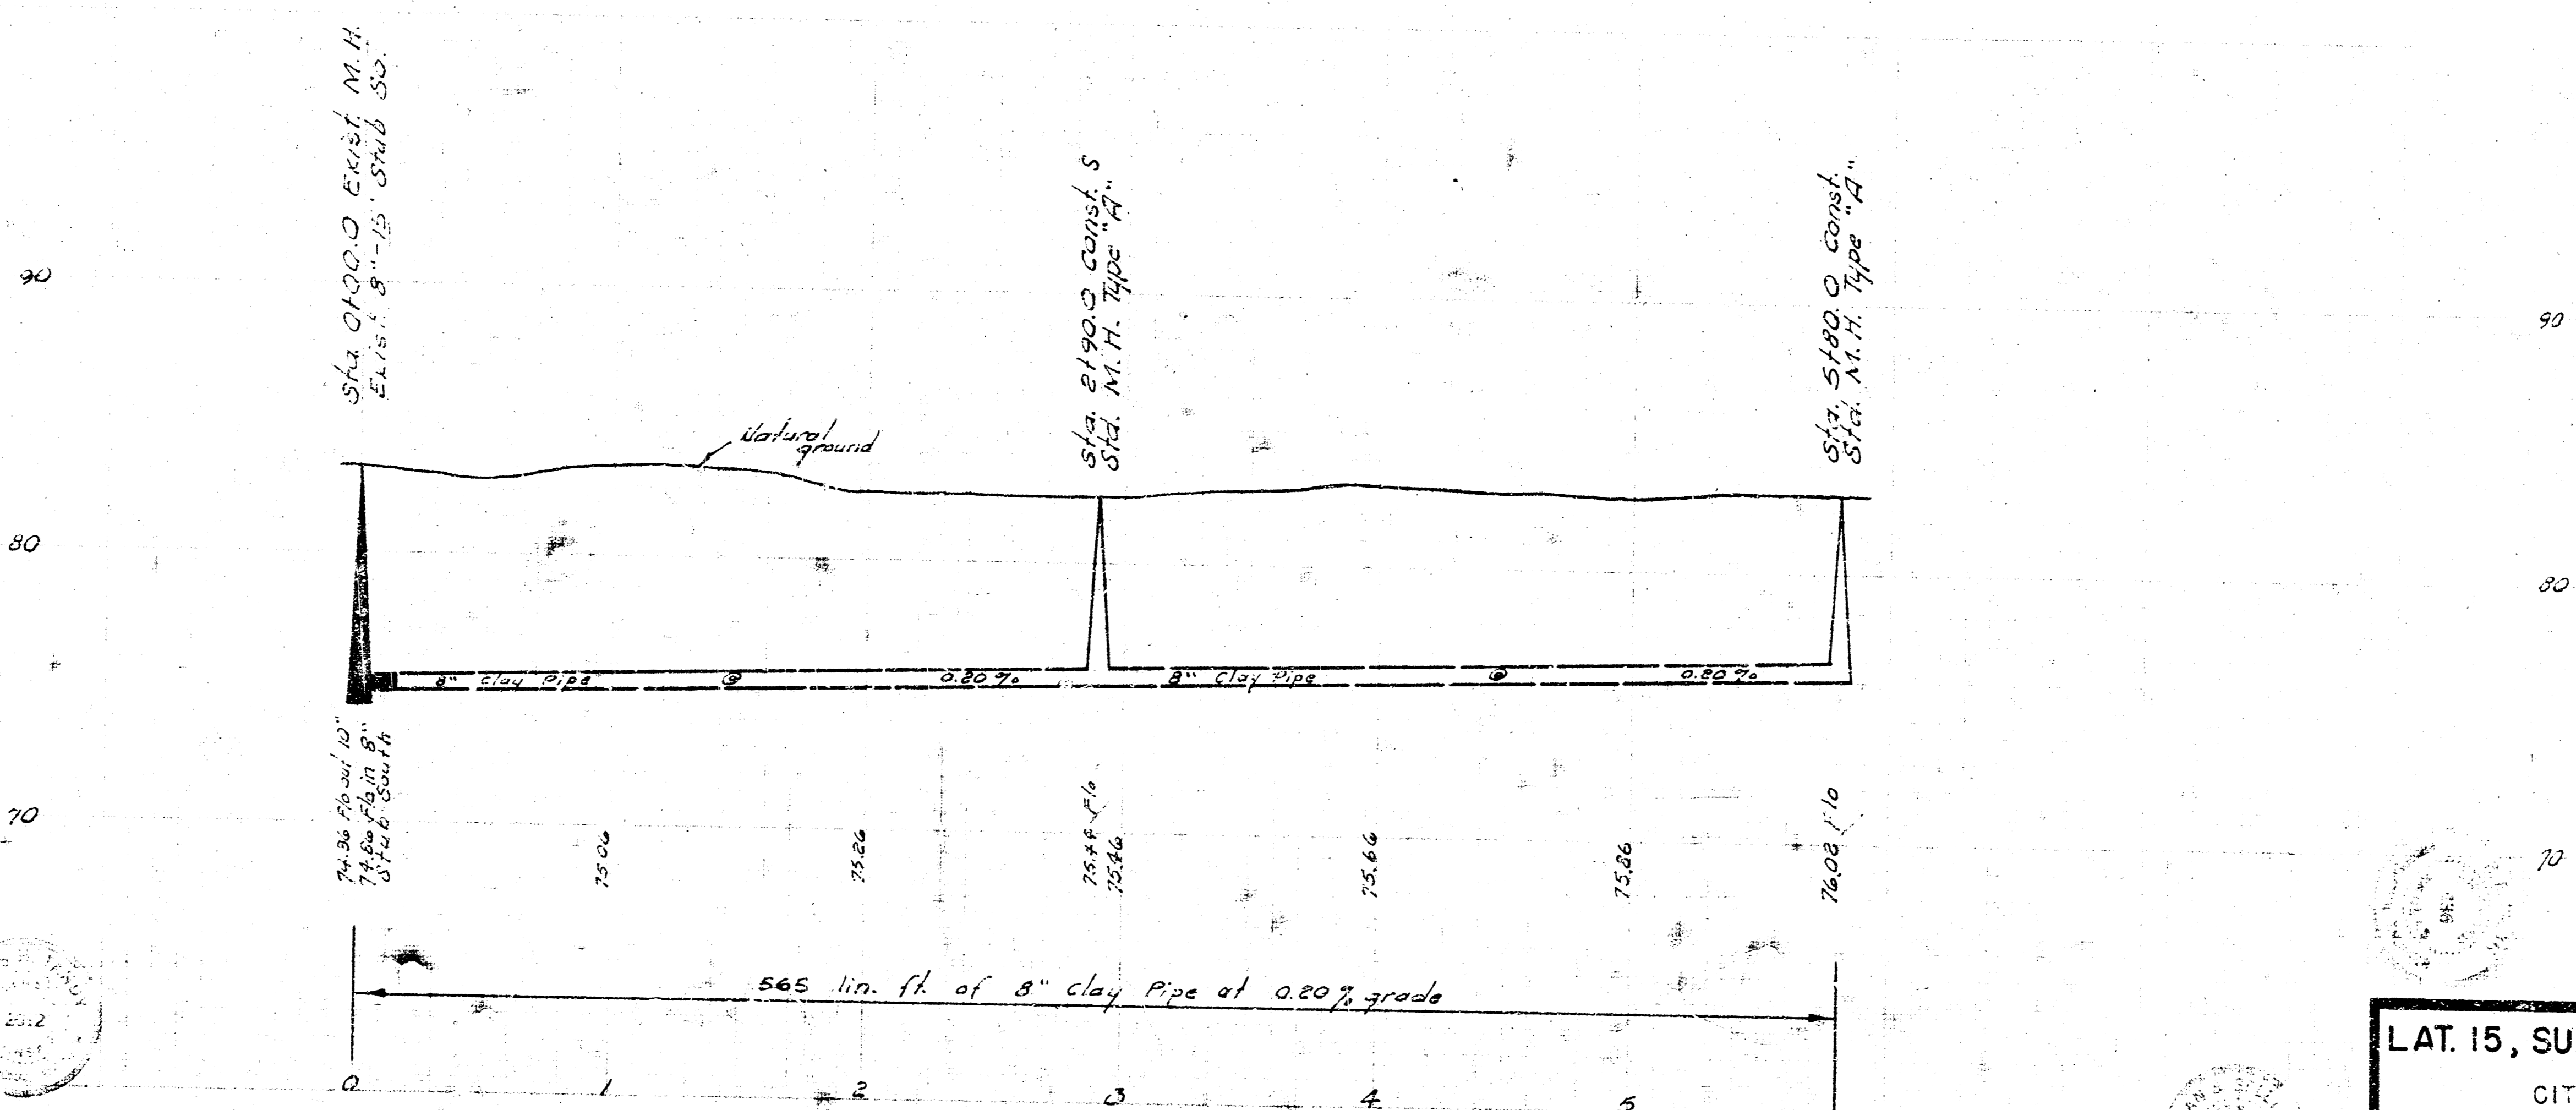 Sta. 0+00.0 Exist. M.H.
Exist. 8"-15' Stub So.
Sta. 2+90.0 Const. S
Std. M.H. Type "A"
Sta. 5+80.0 Const.
Std. M.H. Type "A"
90
90
Natural
ground
80
80
8" Clay Pipe @ 0.20%
8" Clay Pipe @ 0.20%
70
70
74.36 Flo out 10"
74.86 Flo in 8"
Stub South
75.06
75.26
75.44 Flo
75.46
75.66
75.86
76.02 Flo
565 lin. ft. of 8" Clay Pipe at 0.20% grade
0 1 2 3 4 5
LAT. 15, SU
CIT